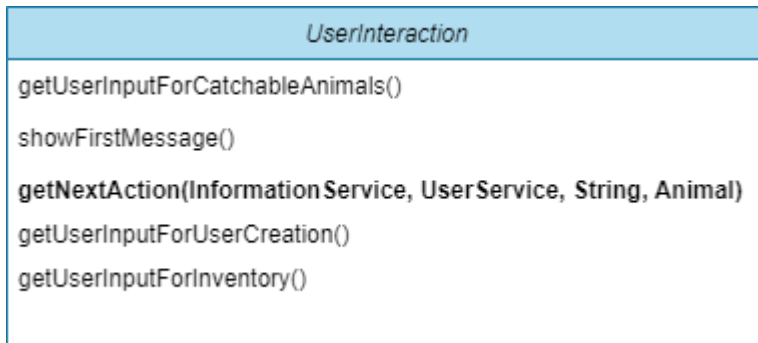 UserInteraction
getUserInputForCatchableAnimals()
showFirstMessage()
getNextAction(InformationService, UserService, String, Animal)
getUserInputForUserCreation()
getUserInputForInventory()